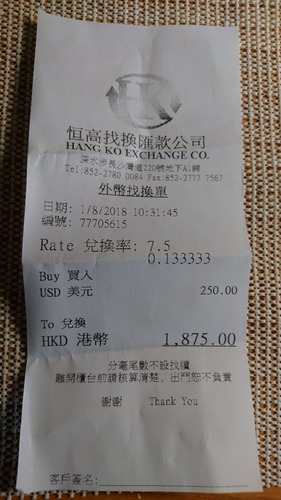 HK
恒高找換匯款公司
HANG KO EXCHANGE CO.
深水埗長沙灣道220號地下A1舖
Tel:852-2780 0084 Fax:852-2777 7567
外幣找換單
日期: 1/8/2018 10:31:45
編號: 77705615
Rate 兌換率: 7.5
0.133333
Buy 買入
USD 美元 250.00
To 兌換
HKD 港幣 1,875.00
分毫尾數不設找續
離開櫃台前請核算清楚，出門恕不負責
謝謝 Thank You
客戶簽名: